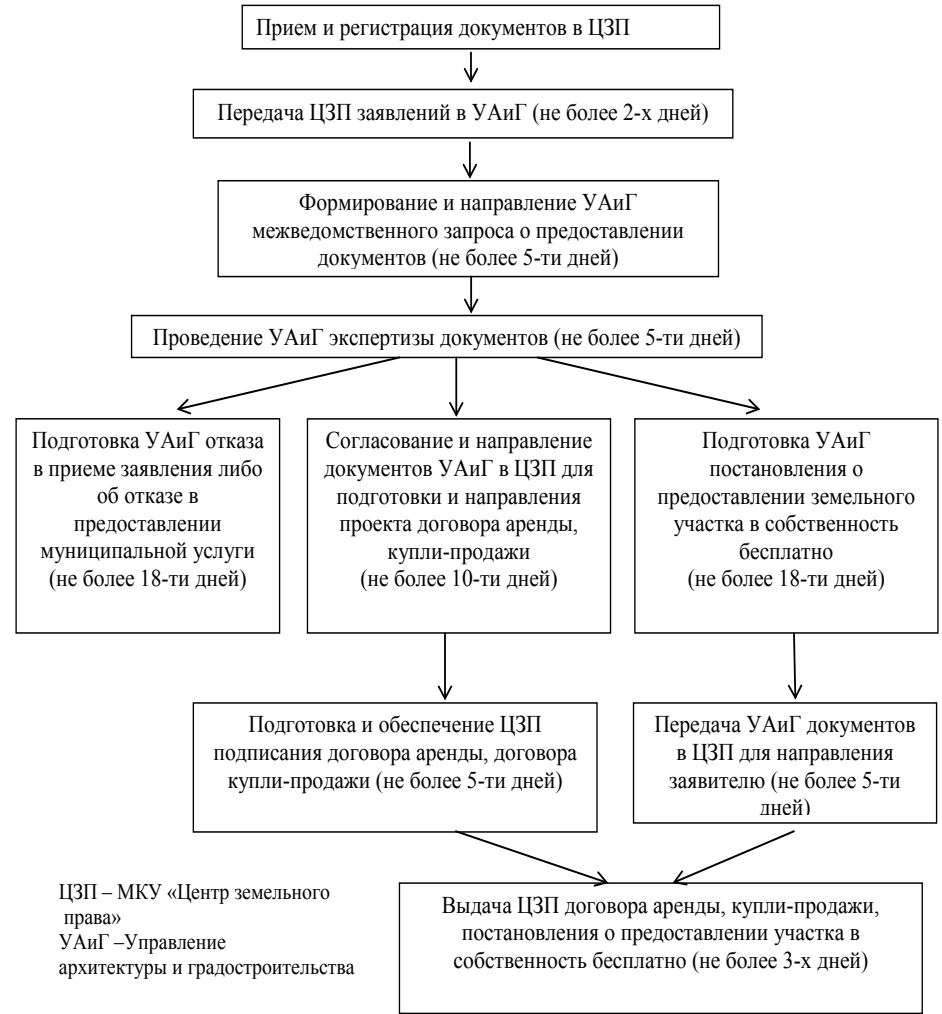 Прием и регистрация документов в ЦЗП
Передача ЦЗП заявлений в УАиГ (не более 2-х дней)
Формирование и направление УАиГ
межведомственного запроса о предоставлении
документов (не более 5-ти дней)
Проведение УАиГ экспертизы документов (не более 5-ти дней)
Подготовка УАиГ отказа
в приеме заявления либо
об отказе в
предоставлении
муниципальной услуги
(не более 18-ти дней)
Согласование и направление
документов УАиГ в ЦЗП для
подготовки и направления
проекта договора аренды,
купли-продажи
(не более 10-ти дней)
Подготовка УАиГ
постановления о
предоставлении земельного
участка в собственность
бесплатно
(не более 18-ти дней)
Подготовка и обеспечение ЦЗП
подписания договора аренды, договора
купли-продажи (не более 5-ти дней)
Передача УАиГ документов
в ЦЗП для направления
заявителю (не более 5-ти
дней)
ЦЗП – МКУ «Центр земельного
права»
УАиГ –Управление
архитектуры и градостроительства
Выдача ЦЗП договора аренды, купли-продажи,
постановления о предоставлении участка в
собственность бесплатно (не более 3-х дней)